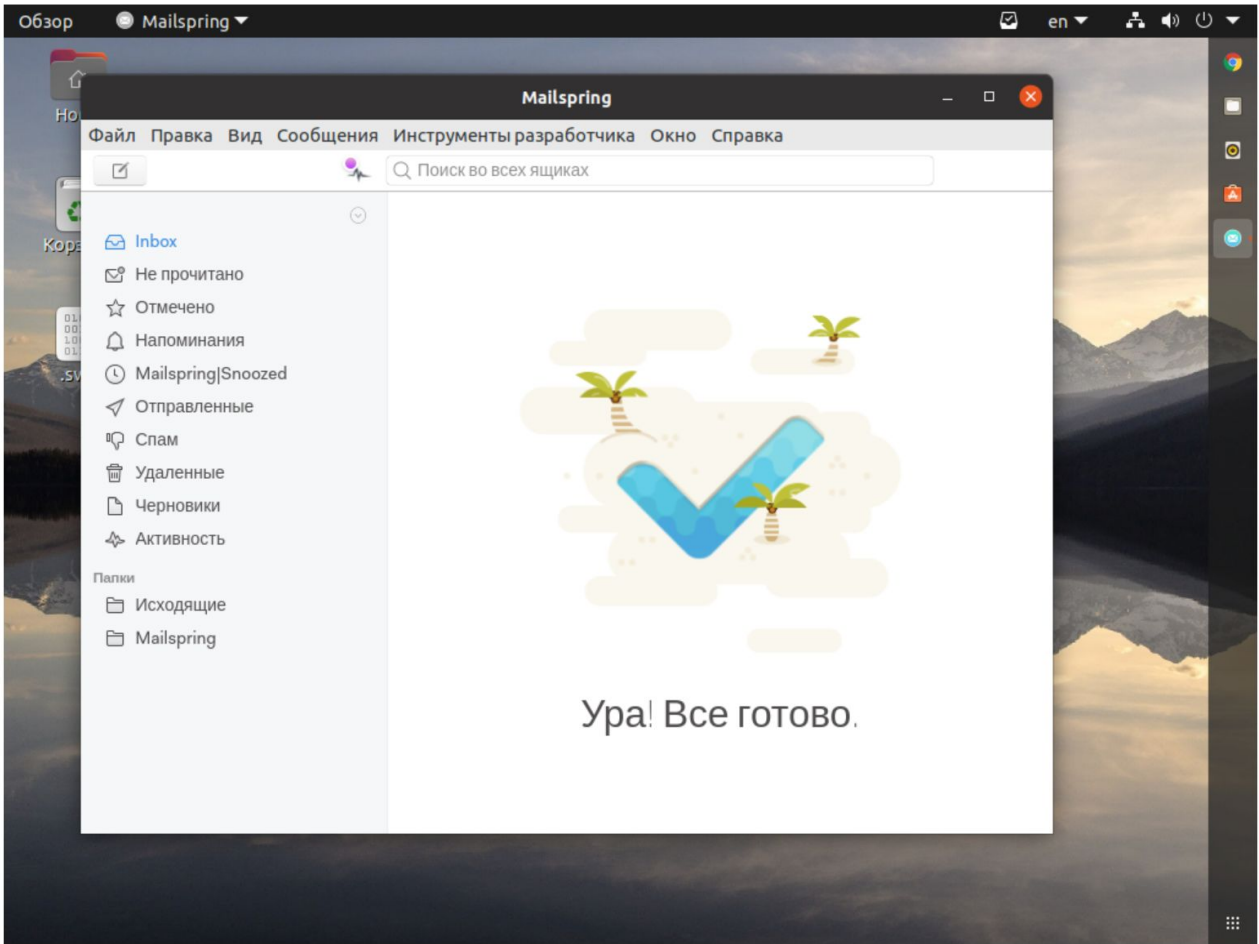 Обзор Mailspring en
Mailspring
Файл Правка Вид Сообщения Инструменты разработчика Окно Справка
Поиск во всех ящиках
Inbox
Не прочитано
Отмечено
Напоминания
Mailspring|Snoozed
Отправленные
Спам
Удаленные
Черновики
Активность
Папки
Исходящие
Mailspring
Ура! Все готово.